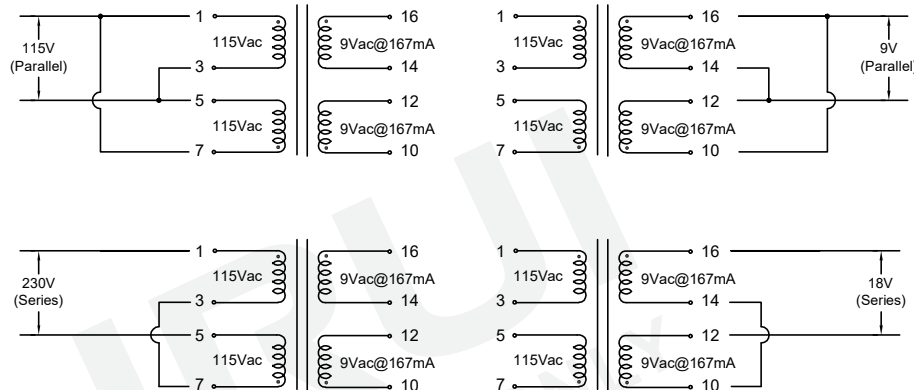 1 16 1 16
115V (Parallel) 115Vac 9Vac@167mA 115Vac 9Vac@167mA 9V (Parallel)
3 14 3 14
5 12 5 12
115Vac 9Vac@167mA 115Vac 9Vac@167mA
7 10 7 10
1 16 1 16
230V (Series) 115Vac 9Vac@167mA 115Vac 9Vac@167mA 18V (Series)
3 14 3 14
5 12 5 12
115Vac 9Vac@167mA 115Vac 9Vac@167mA
7 10 7 10